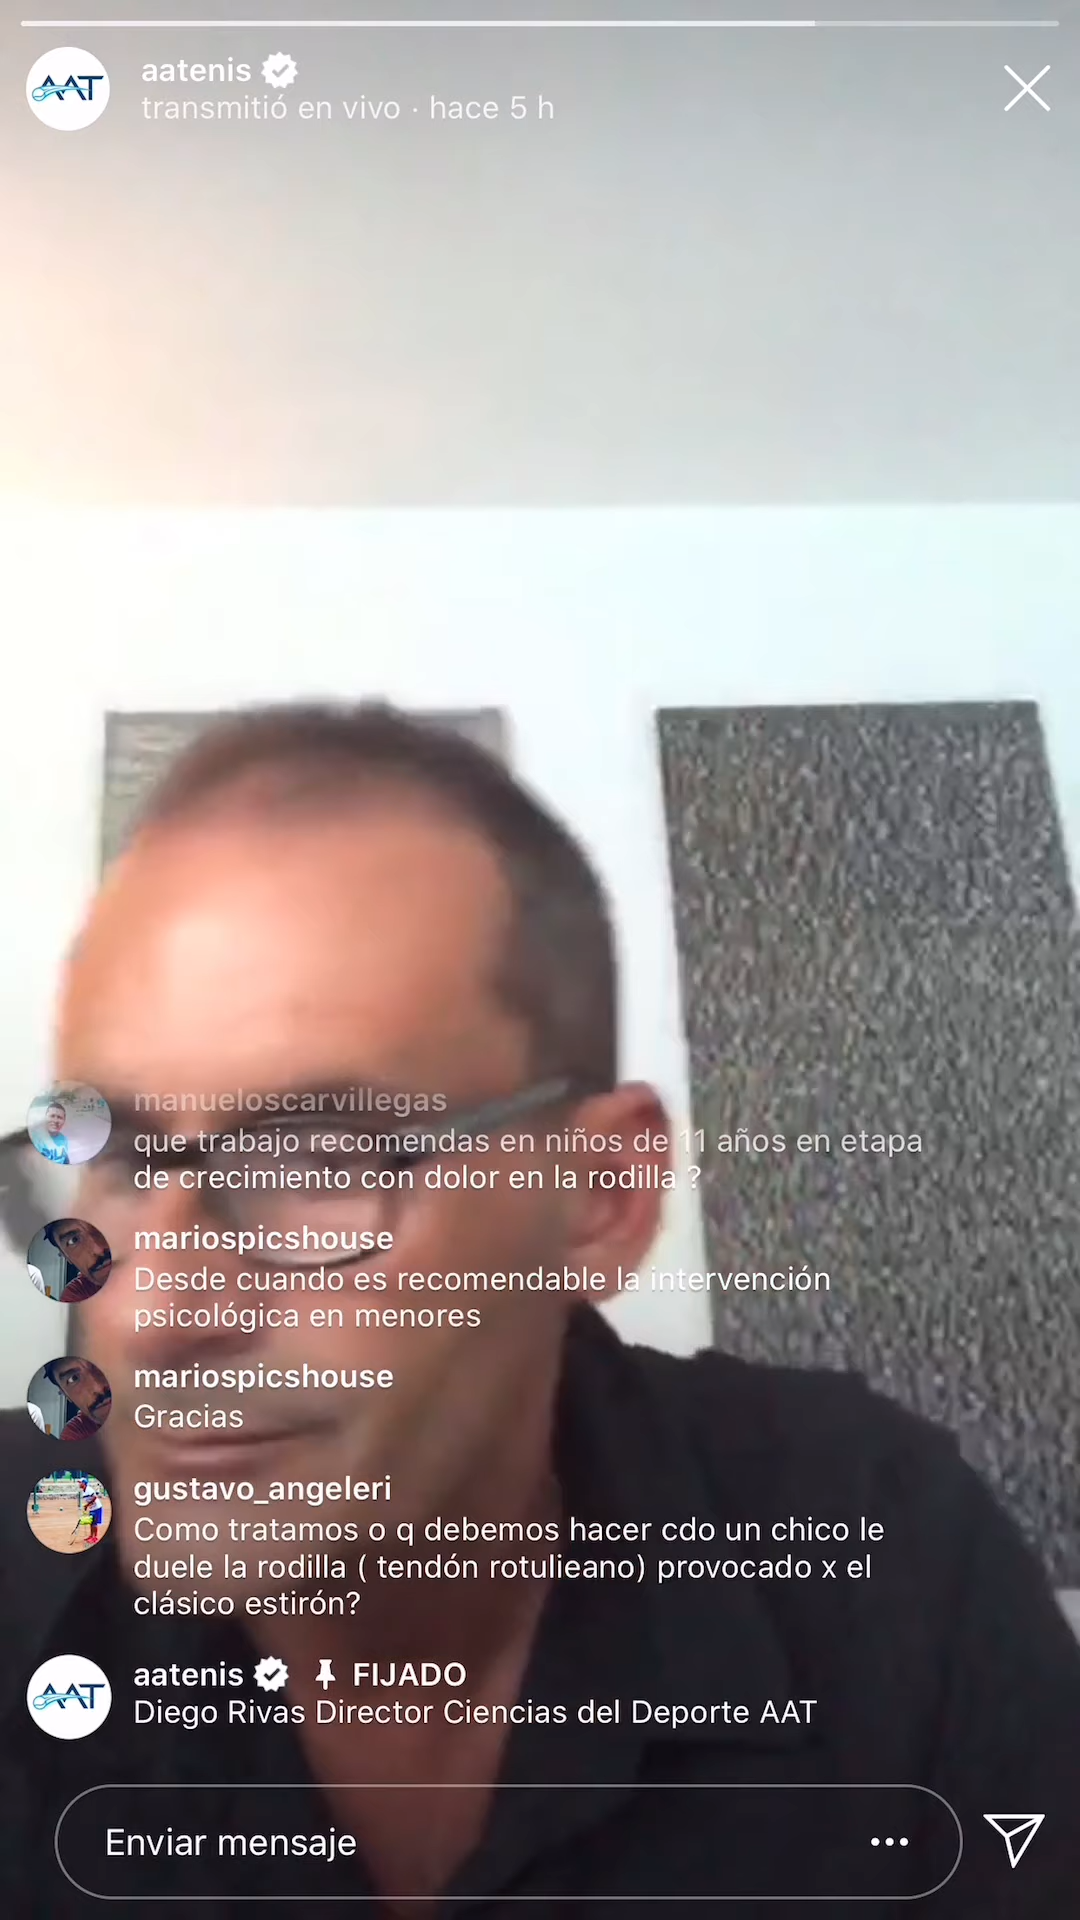 AAT
aatenis
transmitió en vivo · hace 5 h
manueloscarvillegas
que trabajo recomendas en niños de 11 años en etapa
de crecimiento con dolor en la rodilla ?
mariospicshouse
Desde cuando es recomendable la intervención
psicológica en menores
mariospicshouse
Gracias
gustavo_angeleri
Como tratamos o q debemos hacer cdo un chico le
duele la rodilla ( tendón rotulieano) provocado x el
clásico estirón?
AAT
aatenis FIJADO
Diego Rivas Director Ciencias del Deporte AAT
Enviar mensaje